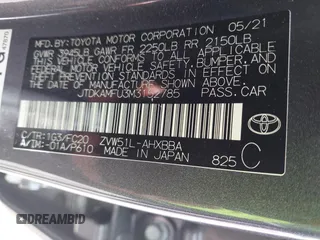 MFD. BY: TOYOTA MOTOR CORPORATION 05/21
GVWR 3945LB GAWR FR 2250LB RR 2150LB
THIS VEHICLE CONFORMS TO ALL APPLICABLE
FEDERAL MOTOR VEHICLE SAFETY, BUMPER, AND
THEFT PREVENTION STANDARDS IN EFFECT ON THE
DATE OF MANUFACTURE SHOWN ABOVE.
JTDKAMFU3M3152785 PASS.CAR
C/TR:1G3/FC20 ZVW51L-AHXBBA
A/TM:-01A/P610 MADE IN JAPAN 825C
TOYOTA
DREAMBID